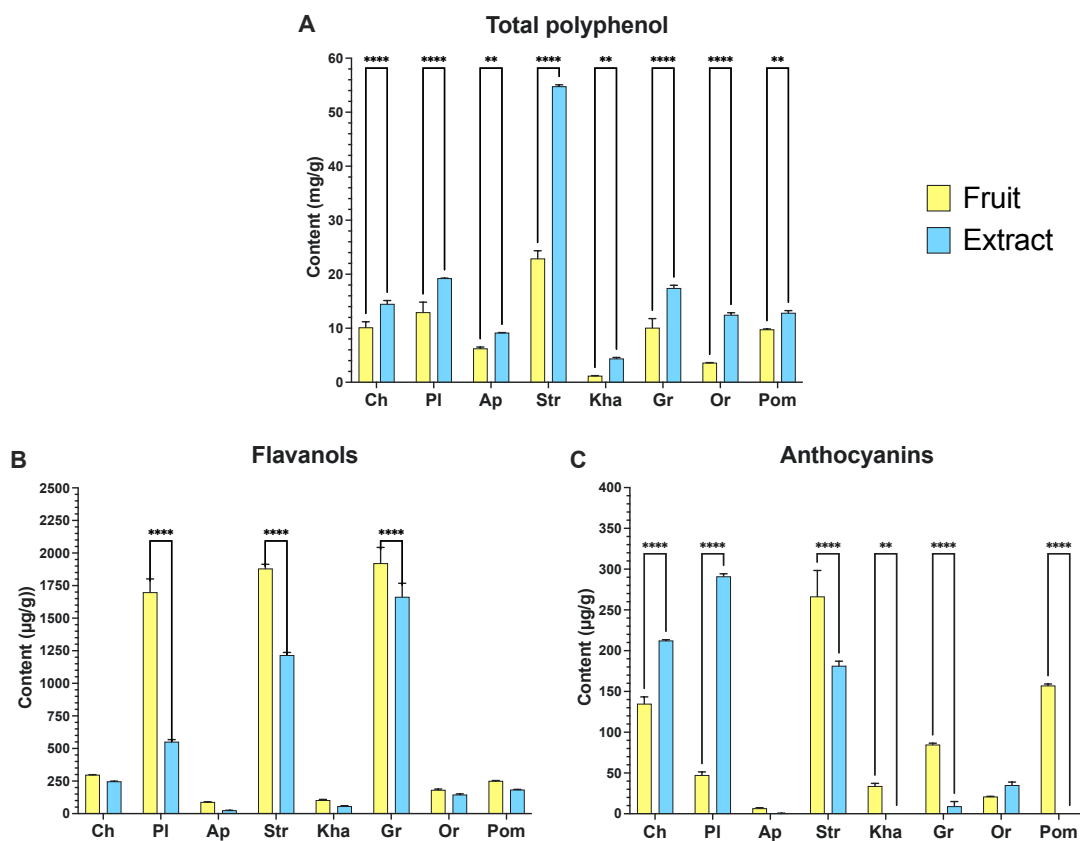 A
Total polyphenol
**** **** ** **** ** **** **** **
Content (mg/g)
60
50
40
30
20
10
0
Ch Pl Ap Str Kha Gr Or Pom
Fruit
Extract
B
Flavanols
**** **** ****
Content (µg/g))
2500
2250
2000
1750
1500
1250
1000
750
500
250
0
Ch Pl Ap Str Kha Gr Or Pom
C
Anthocyanins
**** **** **** ** **** ****
Content (µg/g)
400
350
300
250
200
150
100
50
0
Ch Pl Ap Str Kha Gr Or Pom